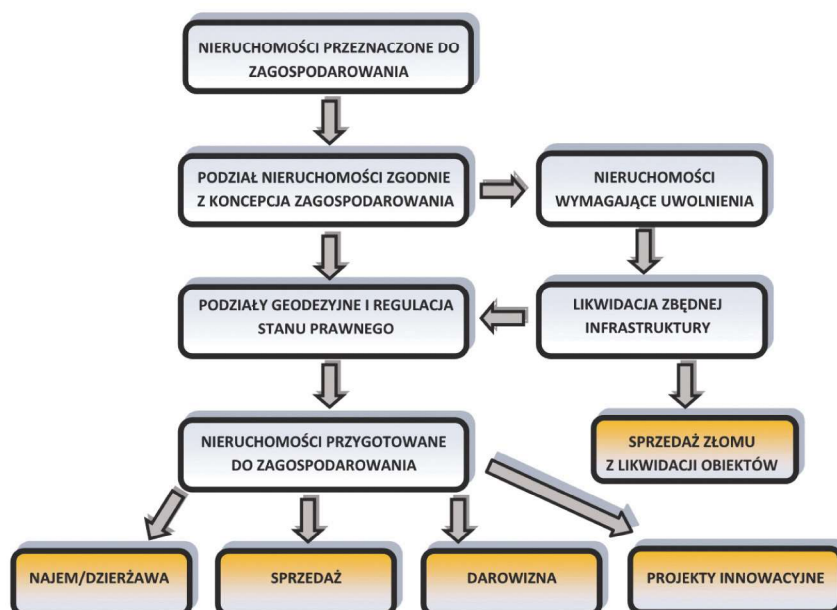 NIERUCHOMOŚCI PRZEZNACZONE DO
ZAGOSPODAROWANIA
PODZIAŁ NIERUCHOMOŚCI ZGODNIE
Z KONCEPCJA ZAGOSPODAROWANIA
NIERUCHOMOŚCI
WYMAGAJĄCE UWOLNIENIA
PODZIAŁY GEODEZYJNE I REGULACJA
STANU PRAWNEGO
LIKWIDACJA ZBĘDNEJ
INFRASTRUKTURY
NIERUCHOMOŚCI PRZYGOTOWANE
DO ZAGOSPODAROWANIA
SPRZEDAŻ ZŁOMU
Z LIKWIDACJI OBIEKTÓW
NAJEM/DZIERŻAWA
SPRZEDAŻ
DAROWIZNA
PROJEKTY INNOWACYJNE